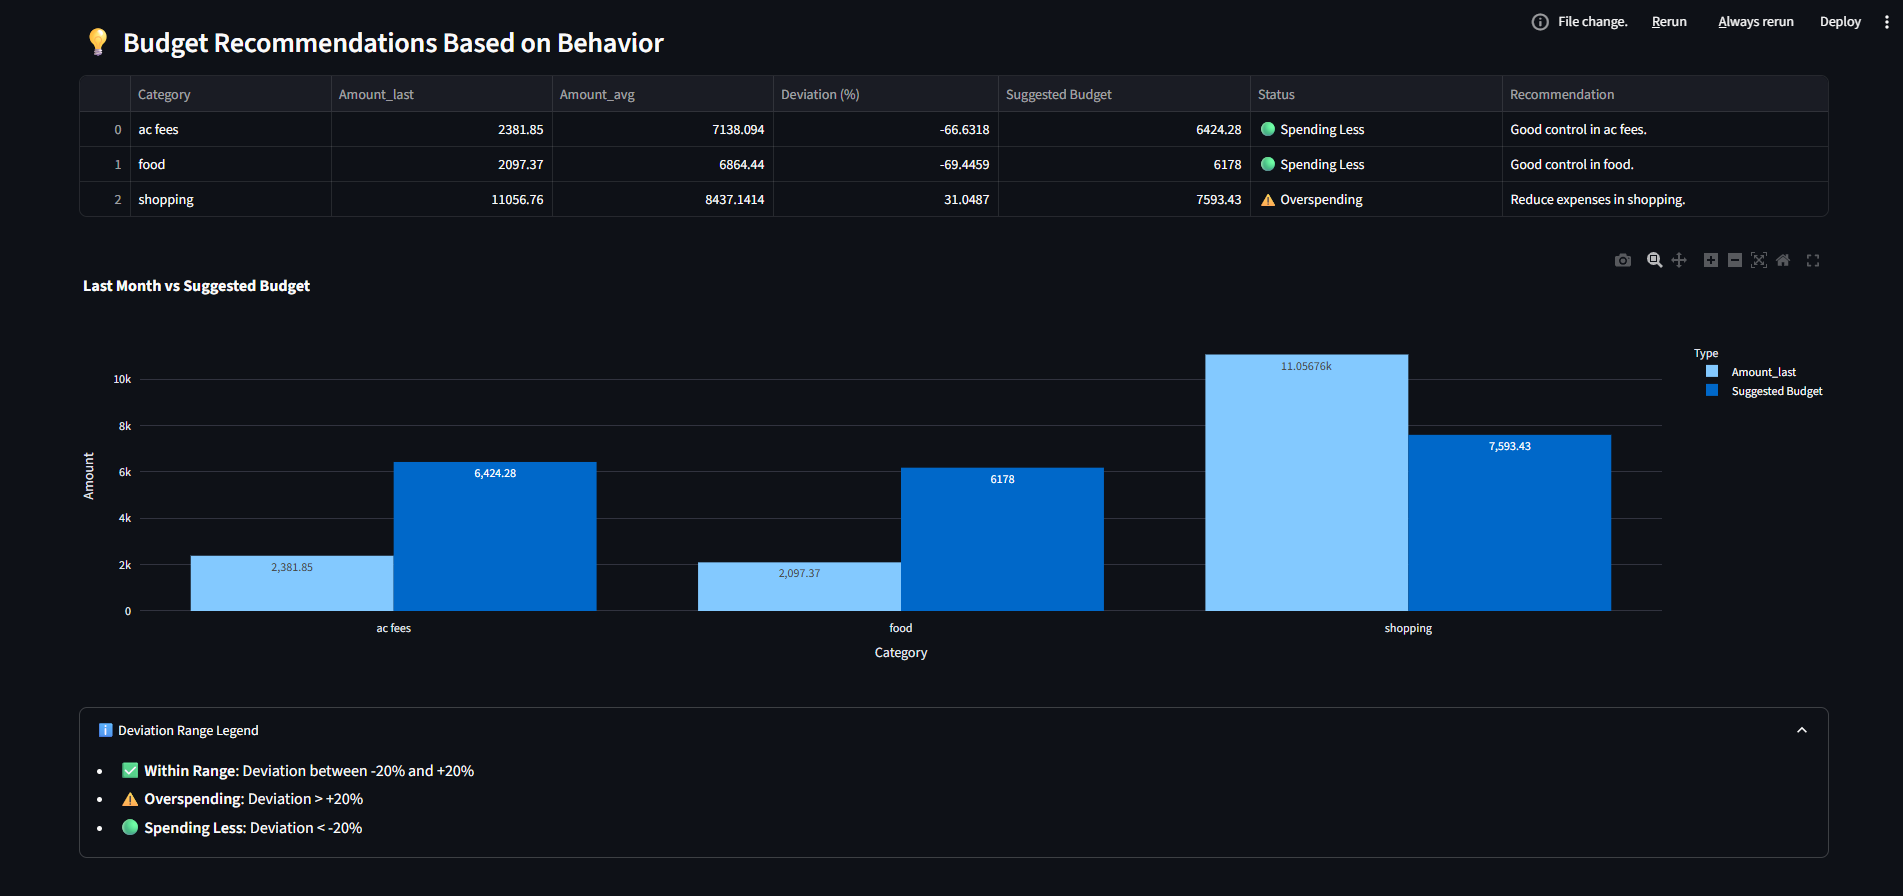 File change. Rerun Always rerun Deploy
💡 Budget Recommendations Based on Behavior
Category Amount_last Amount_avg Deviation (%) Suggested Budget Status Recommendation
0 ac fees 2381.85 7138.094 -66.6318 6424.28 🟢 Spending Less Good control in ac fees.
1 food 2097.37 6864.44 -69.4459 6178 🟢 Spending Less Good control in food.
2 shopping 11056.76 8437.1414 31.0487 7593.43 ⚠️ Overspending Reduce expenses in shopping.
Last Month vs Suggested Budget
Type
Amount_last
Suggested Budget
Amount
10k
8k
6k
4k
2k
0
2,381.85
6,424.28
2,097.37
6178
11.05676k
7,593.43
ac fees food shopping
Category
ℹ️ Deviation Range Legend
• ✅ Within Range: Deviation between -20% and +20%
• ⚠️ Overspending: Deviation > +20%
• 🟢 Spending Less: Deviation < -20%